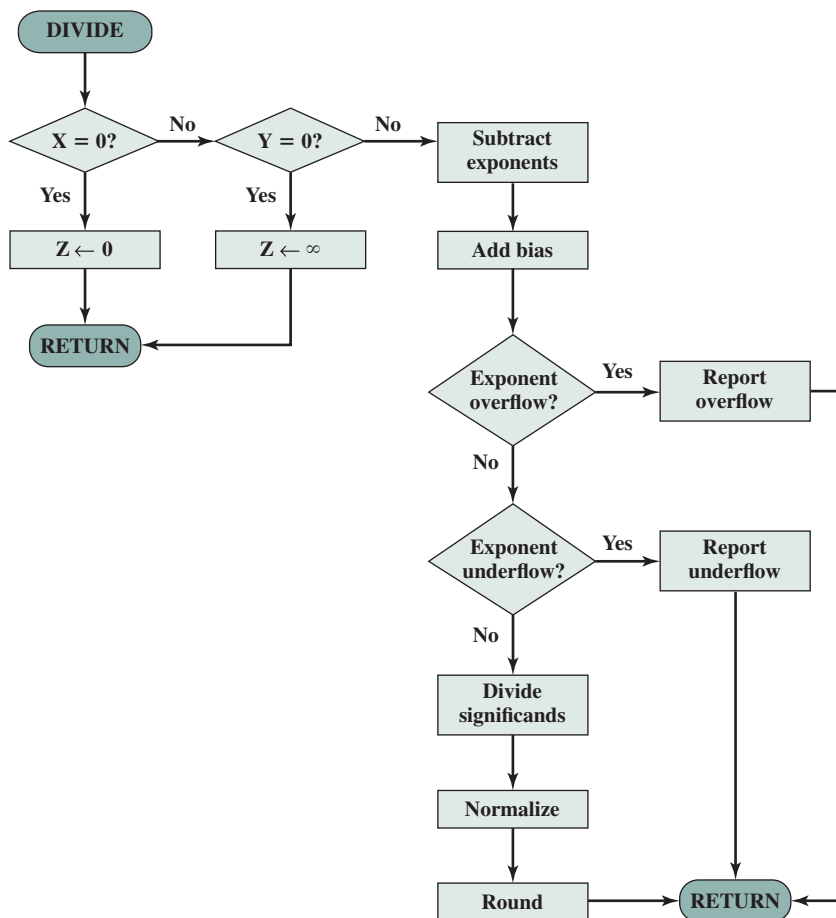 DIVIDE
X = 0?
No
Y = 0?
No
Subtract
exponents
Yes
Yes
Z ← 0
Z ← ∞
Add bias
RETURN
Exponent
overflow?
Yes
Report
overflow
No
Exponent
underflow?
Yes
Report
underflow
No
Divide
significands
Normalize
Round
RETURN